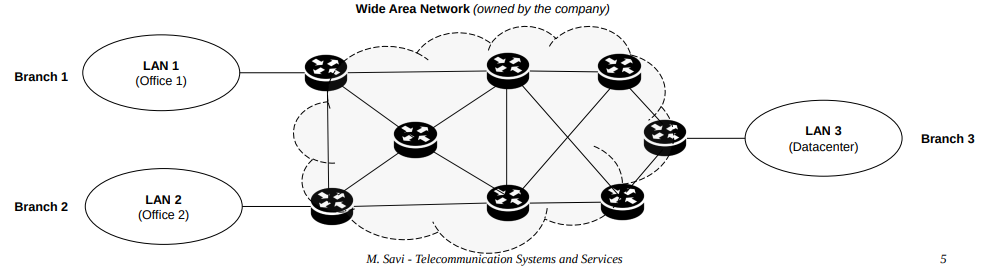 Wide Area Network (owned by the company)
LAN 1
(Office 1)
Branch 1
LAN 3
(Datacenter)
Branch 3
LAN 2
(Office 2)
Branch 2
M. Savi - Telecommunication Systems and Services
5